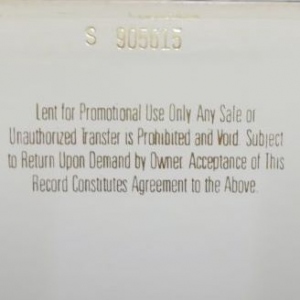 S 905615
Lent for Promotional Use Only Any Sale or
Unauthorized Transfer is Prohibited and Void. Subject
to Return Upon Demand by Owner Acceptance of This
Record Constitutes Agreement to the Above.